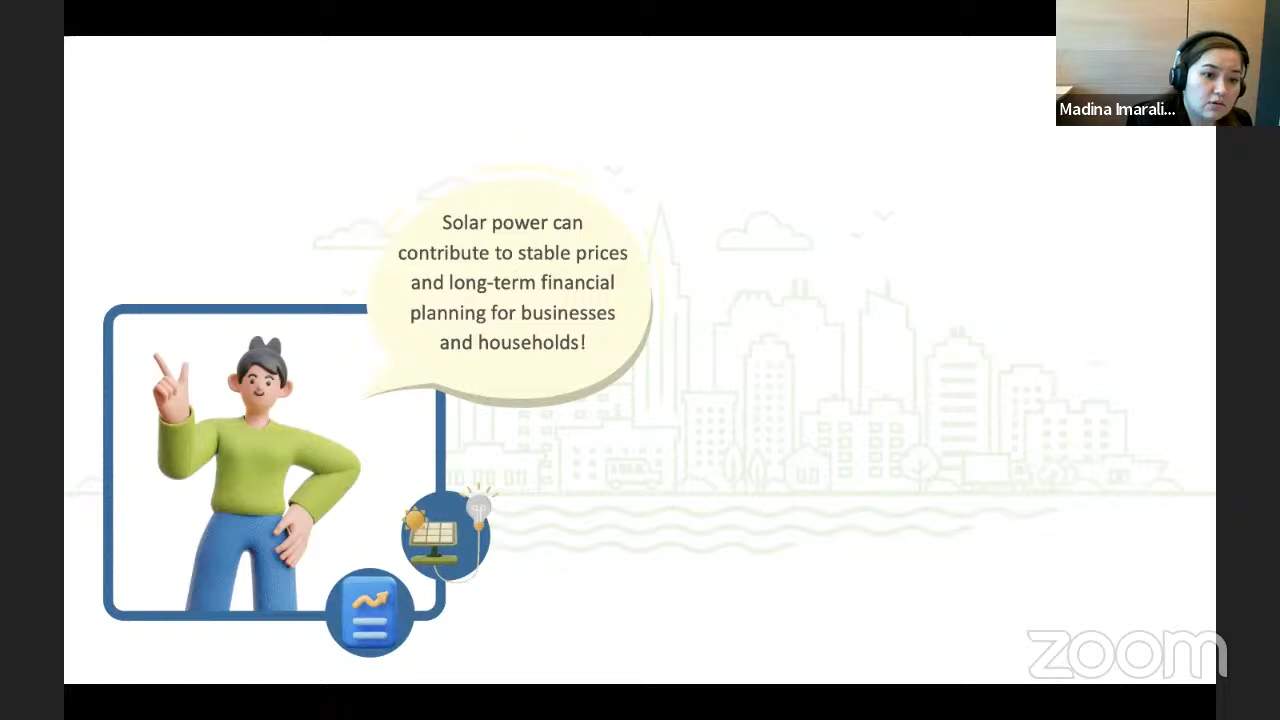 Madina Imarali...
Solar power can
contribute to stable prices
and long-term financial
planning for businesses
and households!
zoom